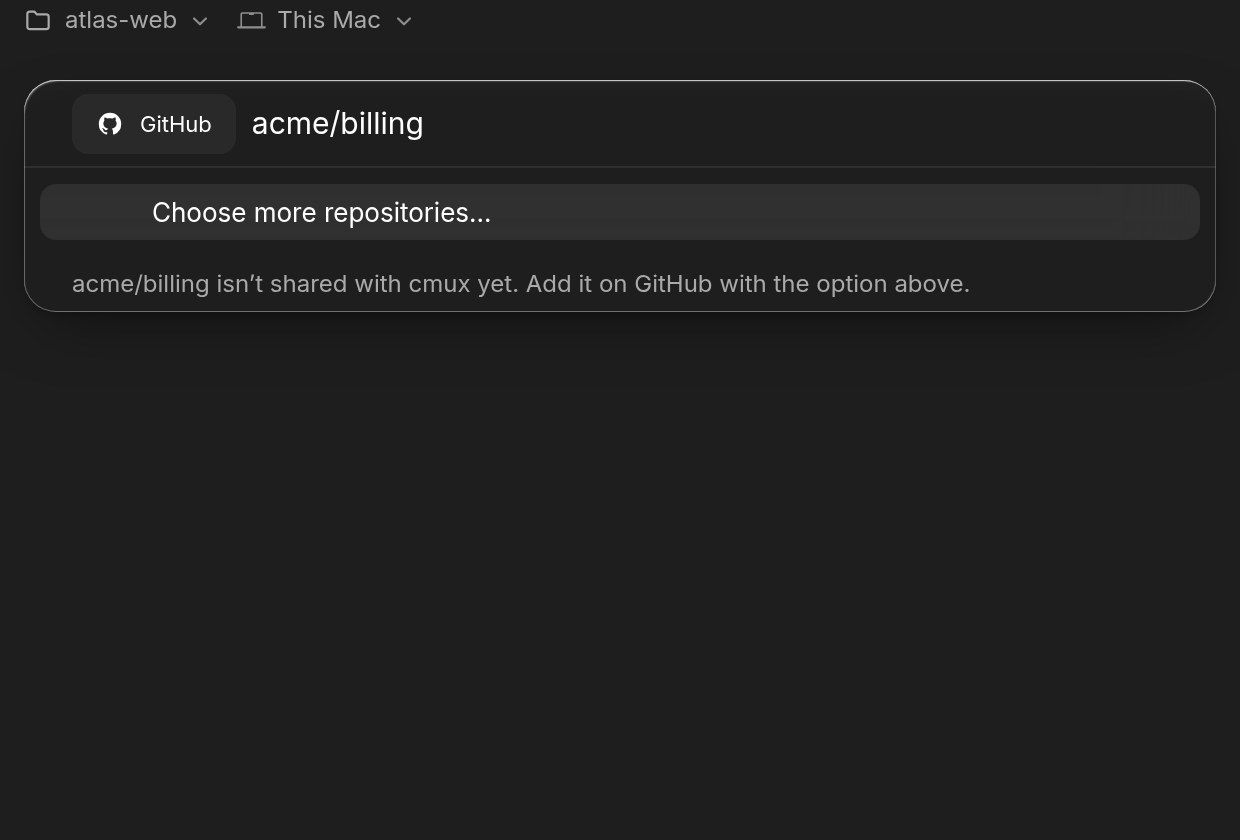 atlas-web This Mac
GitHub acme/billing
Choose more repositories…
acme/billing isn’t shared with cmux yet. Add it on GitHub with the option above.